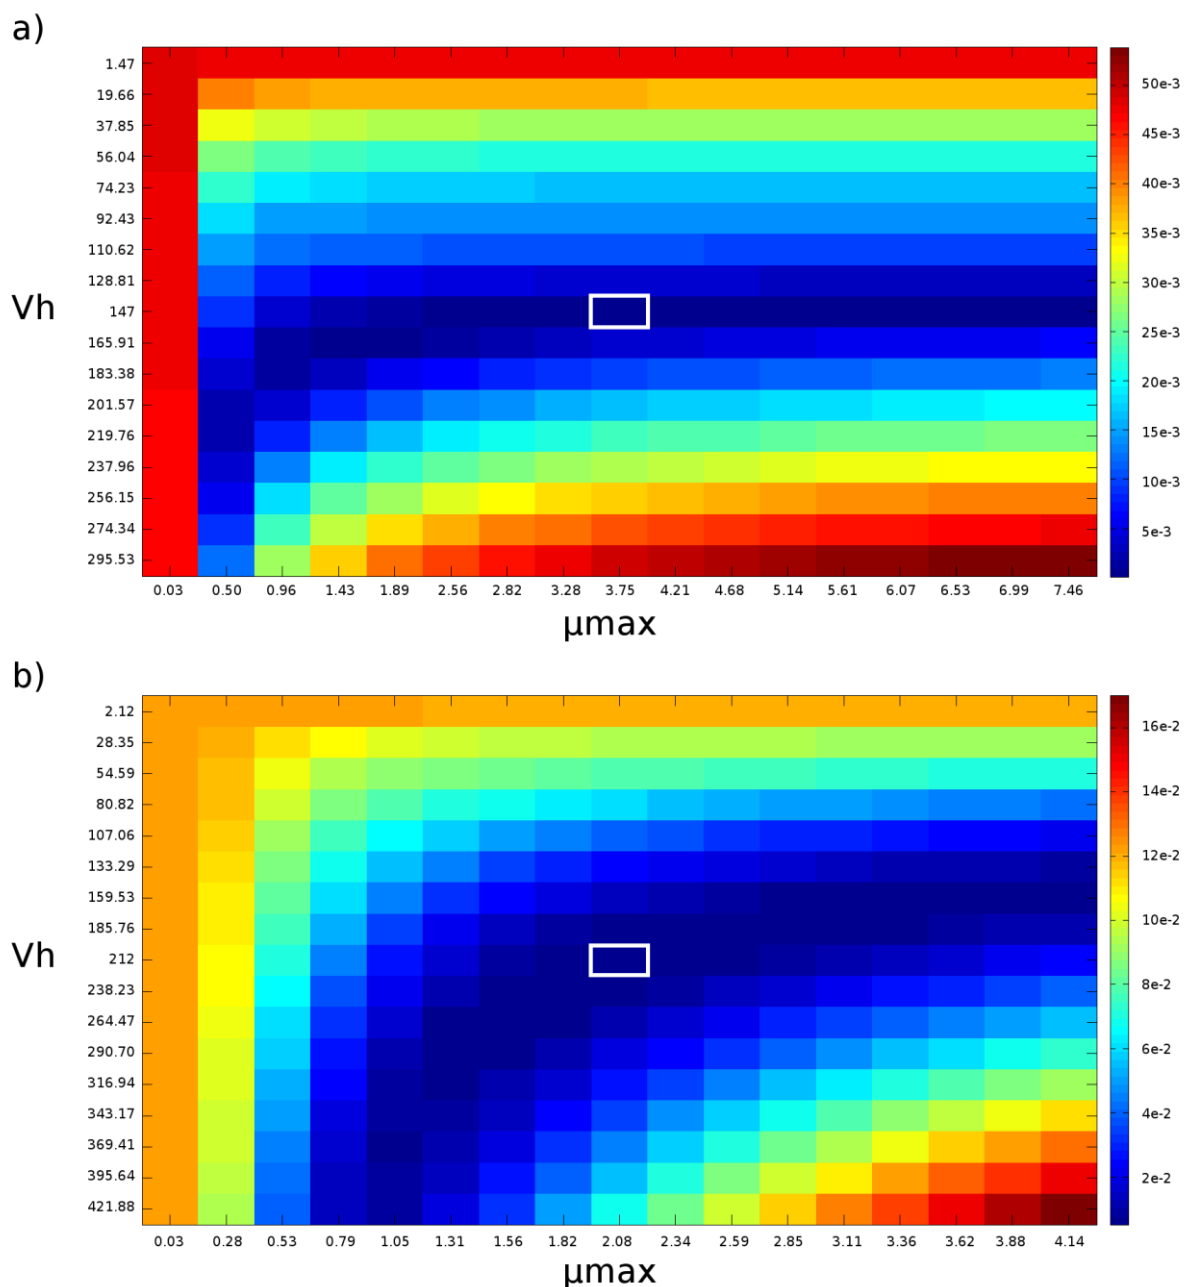 a)
1.47
19.66
37.85
56.04
74.23
92.43
110.62
128.81
147
165.91
183.38
201.57
219.76
237.96
256.15
274.34
295.53
Vh
0.03 0.50 0.96 1.43 1.89 2.56 2.82 3.28 3.75 4.21 4.68 5.14 5.61 6.07 6.53 6.99 7.46
µmax
50e-3
45e-3
40e-3
35e-3
30e-3
25e-3
20e-3
15e-3
10e-3
5e-3
b)
2.12
28.35
54.59
80.82
107.06
133.29
159.53
185.76
212
238.23
264.47
290.70
316.94
343.17
369.41
395.64
421.88
Vh
0.03 0.28 0.53 0.79 1.05 1.31 1.56 1.82 2.08 2.34 2.59 2.85 3.11 3.36 3.62 3.88 4.14
µmax
16e-2
14e-2
12e-2
10e-2
8e-2
6e-2
4e-2
2e-2